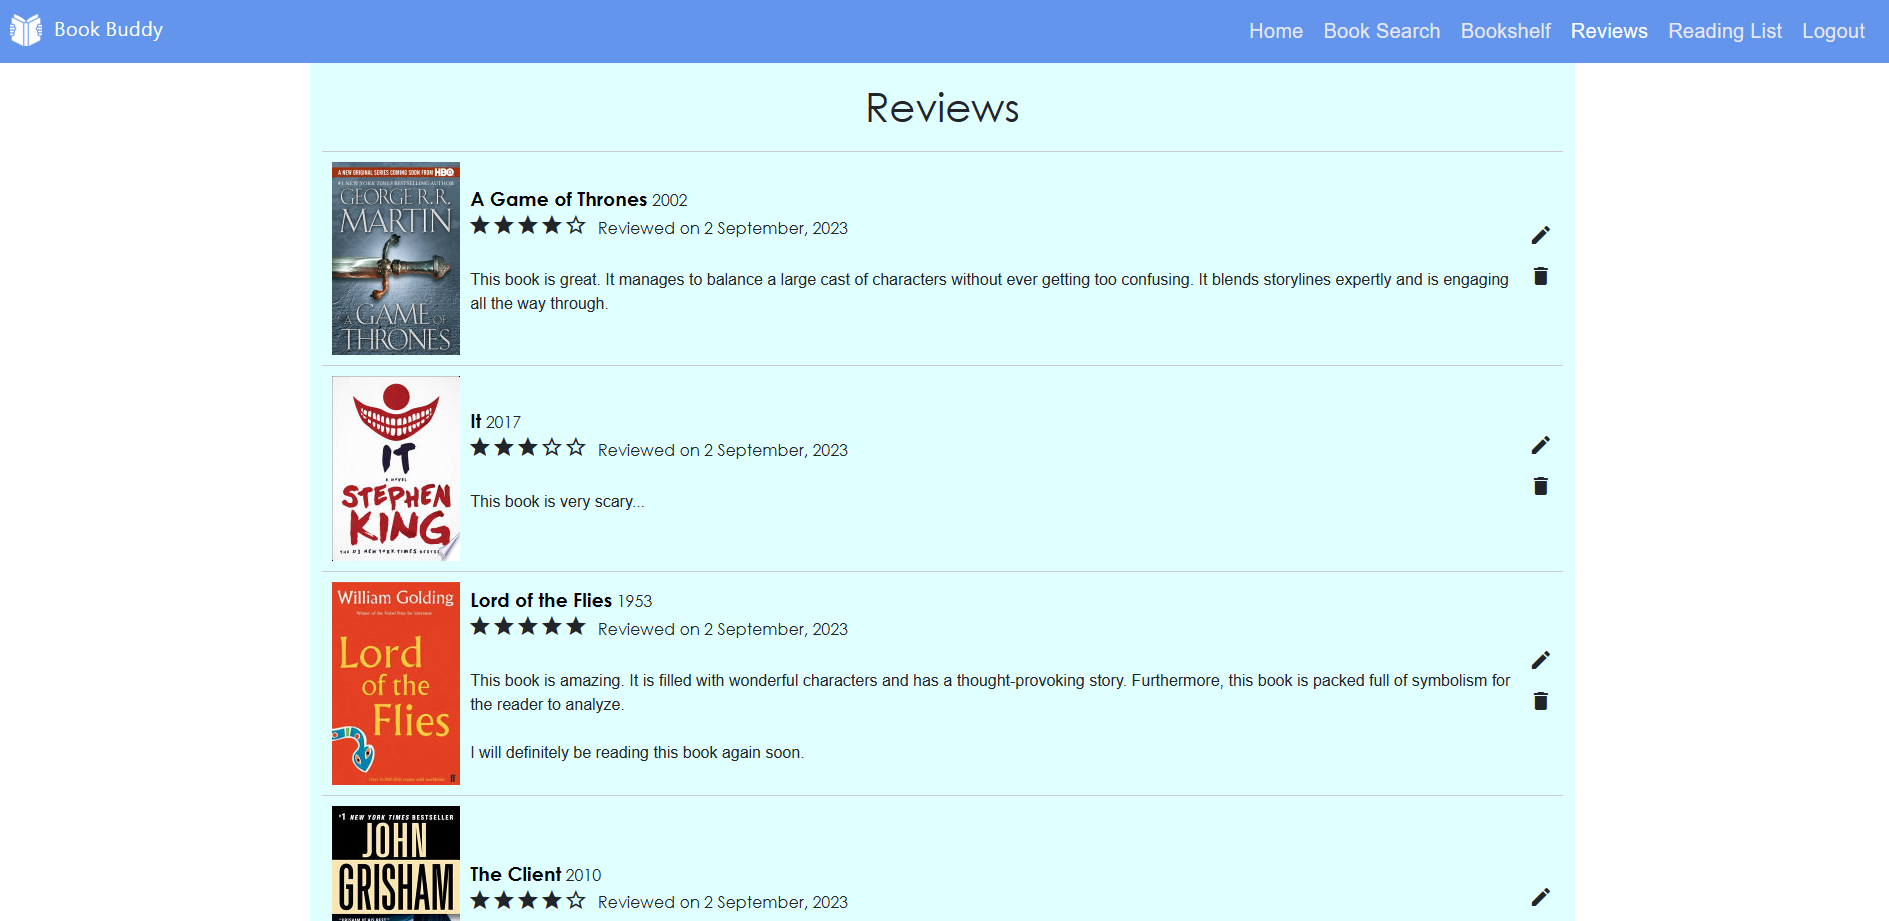 Book Buddy
Home Book Search Bookshelf Reviews Reading List Logout
Reviews
A NEW ORIGINAL SERIES COMING SOON FROM HBO
#1 NEW YORK TIMES BESTSELLING AUTHOR
GEORGE R.R.
MARTIN
A GAME OF
THRONES
A Game of Thrones 2002
Reviewed on 2 September, 2023
This book is great. It manages to balance a large cast of characters without ever getting too confusing. It blends storylines expertly and is engaging
all the way through.
IT
A NOVEL
STEPHEN
KING
THE #1 NEW YORK TIMES
It 2017
Reviewed on 2 September, 2023
This book is very scary...
William Golding
Winner of the Nobel Prize for Literature
Lord
of the
Flies
ff
Lord of the Flies 1953
Reviewed on 2 September, 2023
This book is amazing. It is filled with wonderful characters and has a thought-provoking story. Furthermore, this book is packed full of symbolism for
the reader to analyze.
I will definitely be reading this book again soon.
#1 NEW YORK TIMES BESTSELLER
JOHN
GRISHAM
The Client 2010
Reviewed on 2 September, 2023